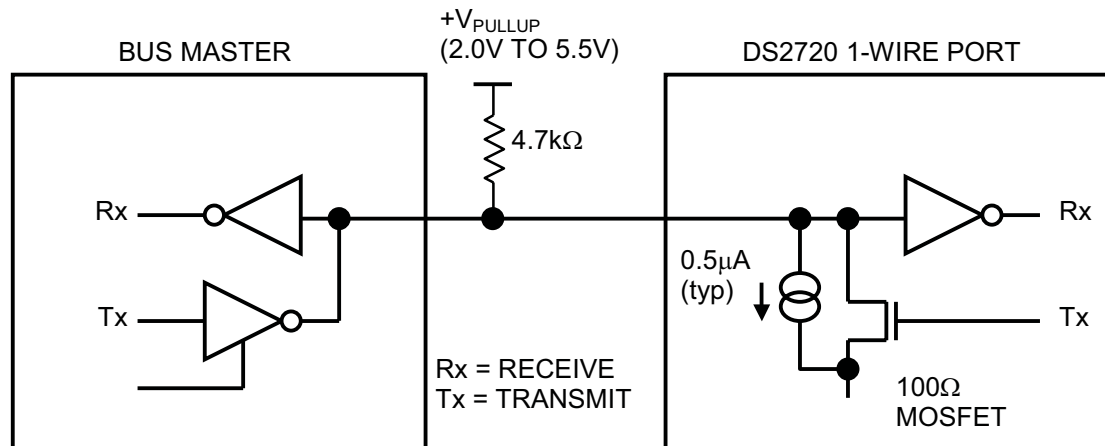 +VPULLUP
(2.0V TO 5.5V)
BUS MASTER
DS2720 1-WIRE PORT
4.7kΩ
Rx
Rx
0.5μA
(typ)
Tx
Tx
Rx = RECEIVE
Tx = TRANSMIT
100Ω
MOSFET